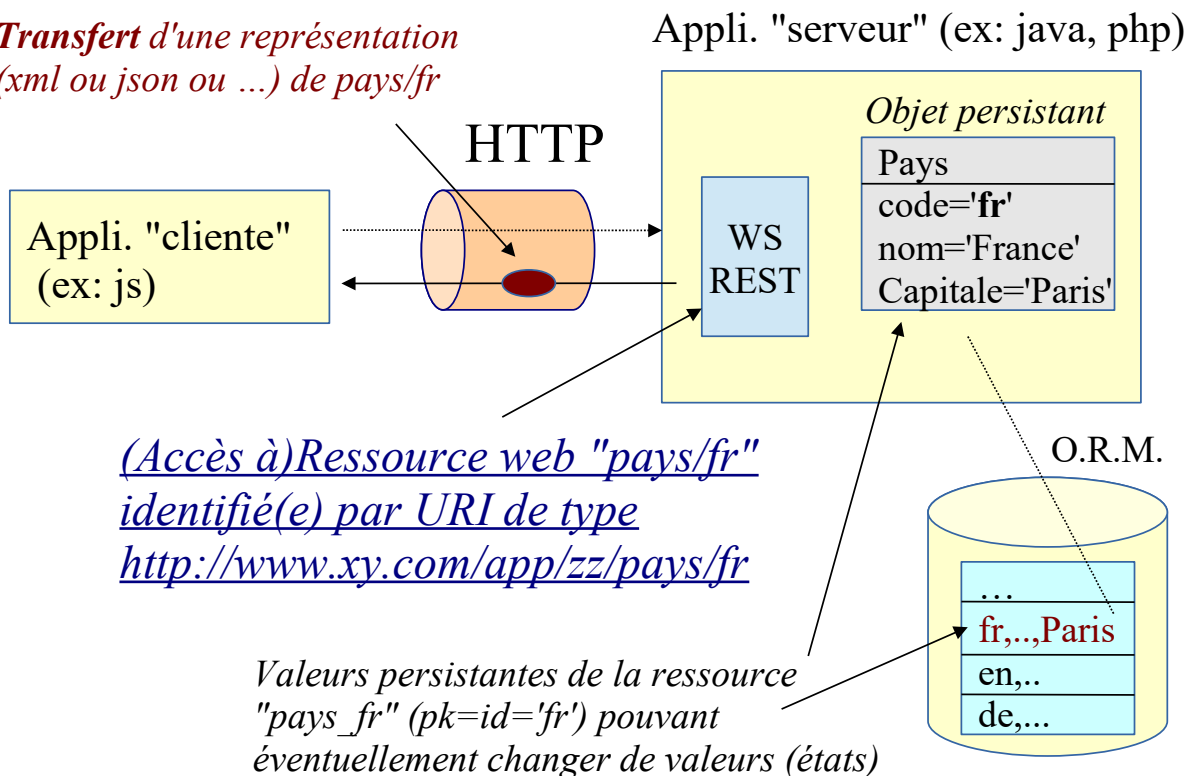 Transfert d'une représentation
(xml ou json ou …) de pays/fr
Appli. "serveur" (ex: java, php)
HTTP
Objet persistant
Pays
code='fr'
nom='France'
Capitale='Paris'
WS
REST
Appli. "cliente"
(ex: js)
(Accès à)Ressource web "pays/fr"
identifié(e) par URI de type
http://www.xy.com/app/zz/pays/fr
O.R.M.
…
fr,..,Paris
en,..
de,...
Valeurs persistantes de la ressource
"pays_fr" (pk=id='fr') pouvant
éventuellement changer de valeurs (états)